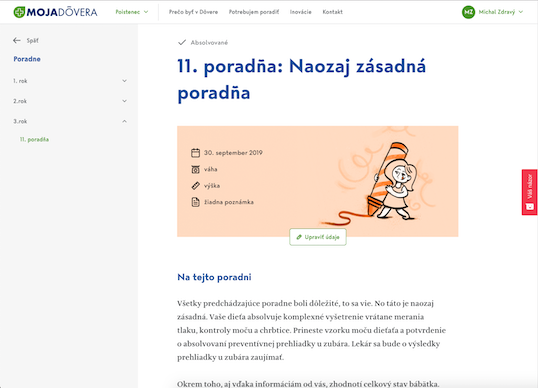 MOJADÔVERA
Poistenec
Prečo byť v Dôvere
Potrebujem poradiť
Inovácie
Kontakt
MZ
Michal Zdravý
Späť
Poradne
1. rok
2.rok
3.rok
11. poradňa
Absolvované
11. poradňa: Naozaj zásadná
poradňa
30. september 2019
váha
výška
žiadna poznámka
Upraviť údaje
Váš názor
Na tejto poradni
Všetky predchádzajúce poradne boli dôležité, to sa vie. No táto je naozaj
zásadná. Vaše dieťa absolvuje komplexné vyšetrenie vrátane merania
tlaku, kontroly moču a chrbtice. Prineste vzorku moču dieťaťa a potvrdenie
o absolvovaní preventívnej prehliadky u zubára. Lekár sa bude o výsledky
prehliadky u zubára zaujímať.
Okrem toho, aj vďaka informáciám od vás, zhodnotí celkový stav bábätka.